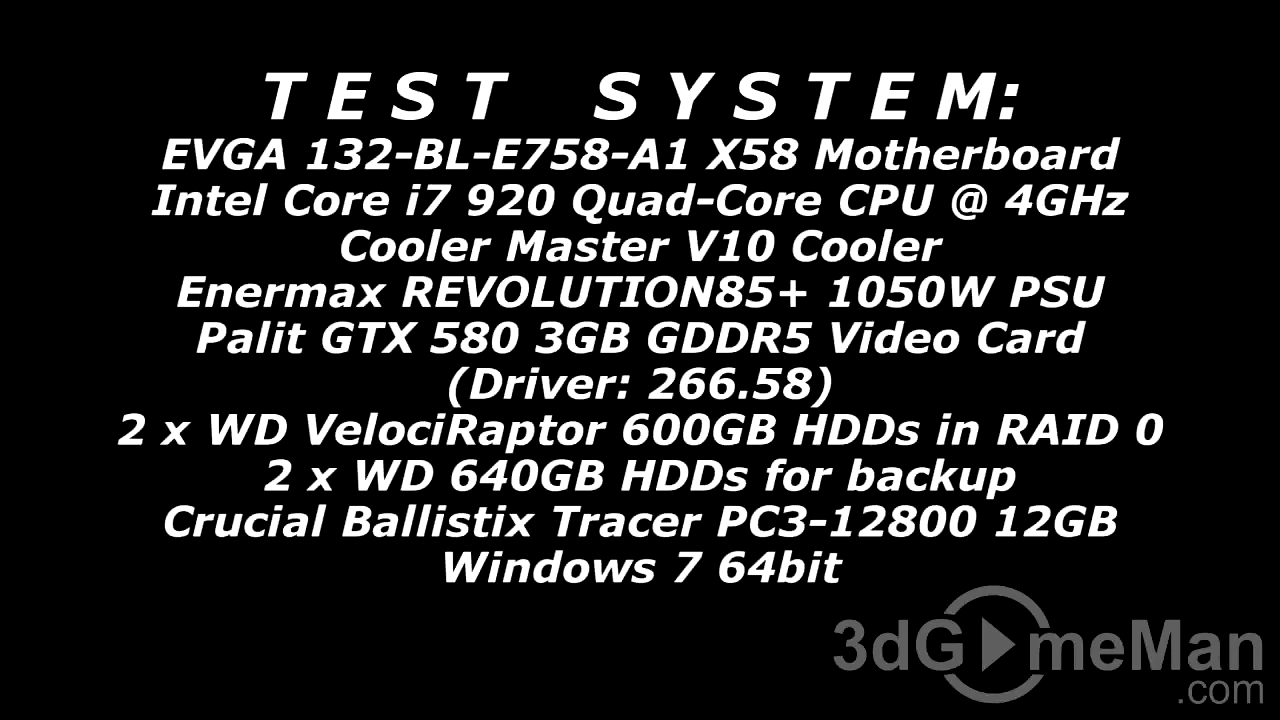 TEST SYSTEM:
EVGA 132-BL-E758-A1 X58 Motherboard
Intel Core i7 920 Quad-Core CPU @ 4GHz
Cooler Master V10 Cooler
Enermax REVOLUTION85+ 1050W PSU
Palit GTX 580 3GB GDDR5 Video Card
(Driver: 266.58)
2 x WD VelociRaptor 600GB HDDs in RAID 0
2 x WD 640GB HDDs for backup
Crucial Ballistix Tracer PC3-12800 12GB
Windows 7 64bit
3dGameMan
.com